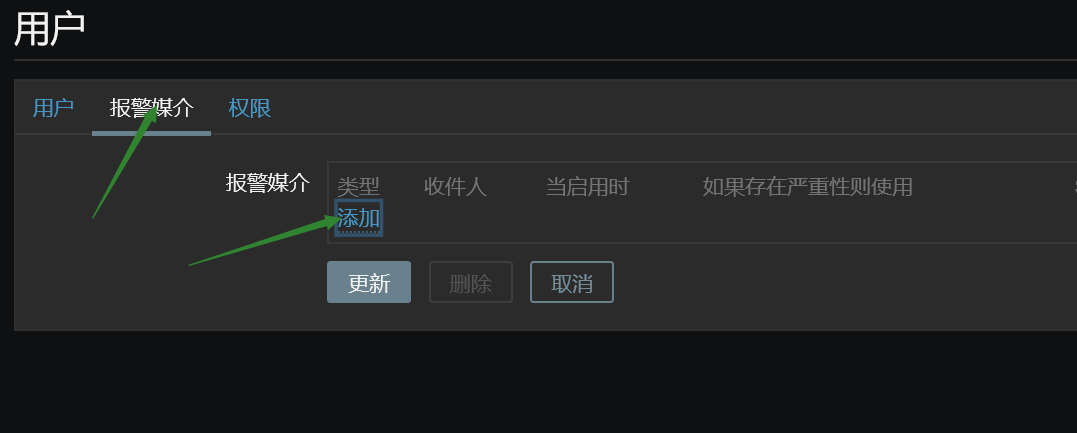 用户
用户 报警媒介 权限
报警媒介 类型 收件人 当启用时 如果存在严重性则使用
添加
更新 删除 取消